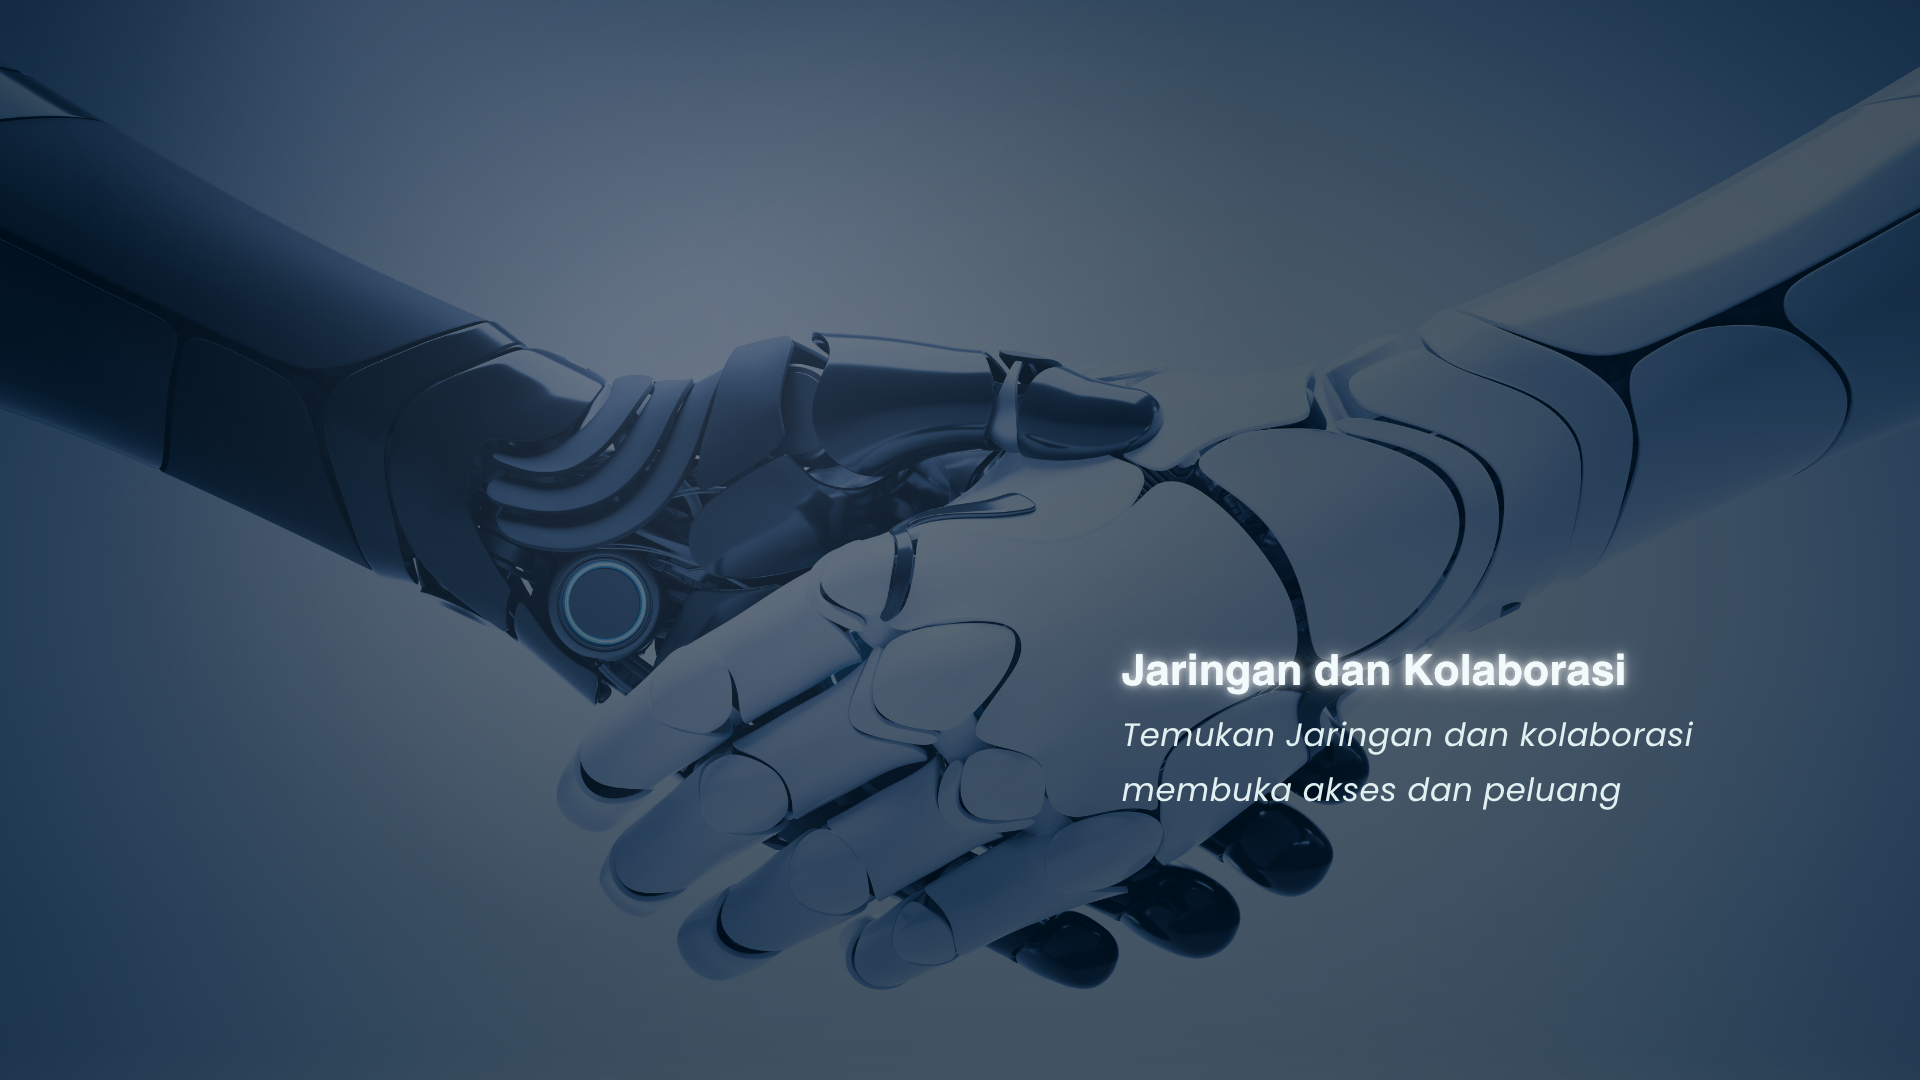 Jaringan dan Kolaborasi
Temukan Jaringan dan kolaborasi
membuka akses dan peluang